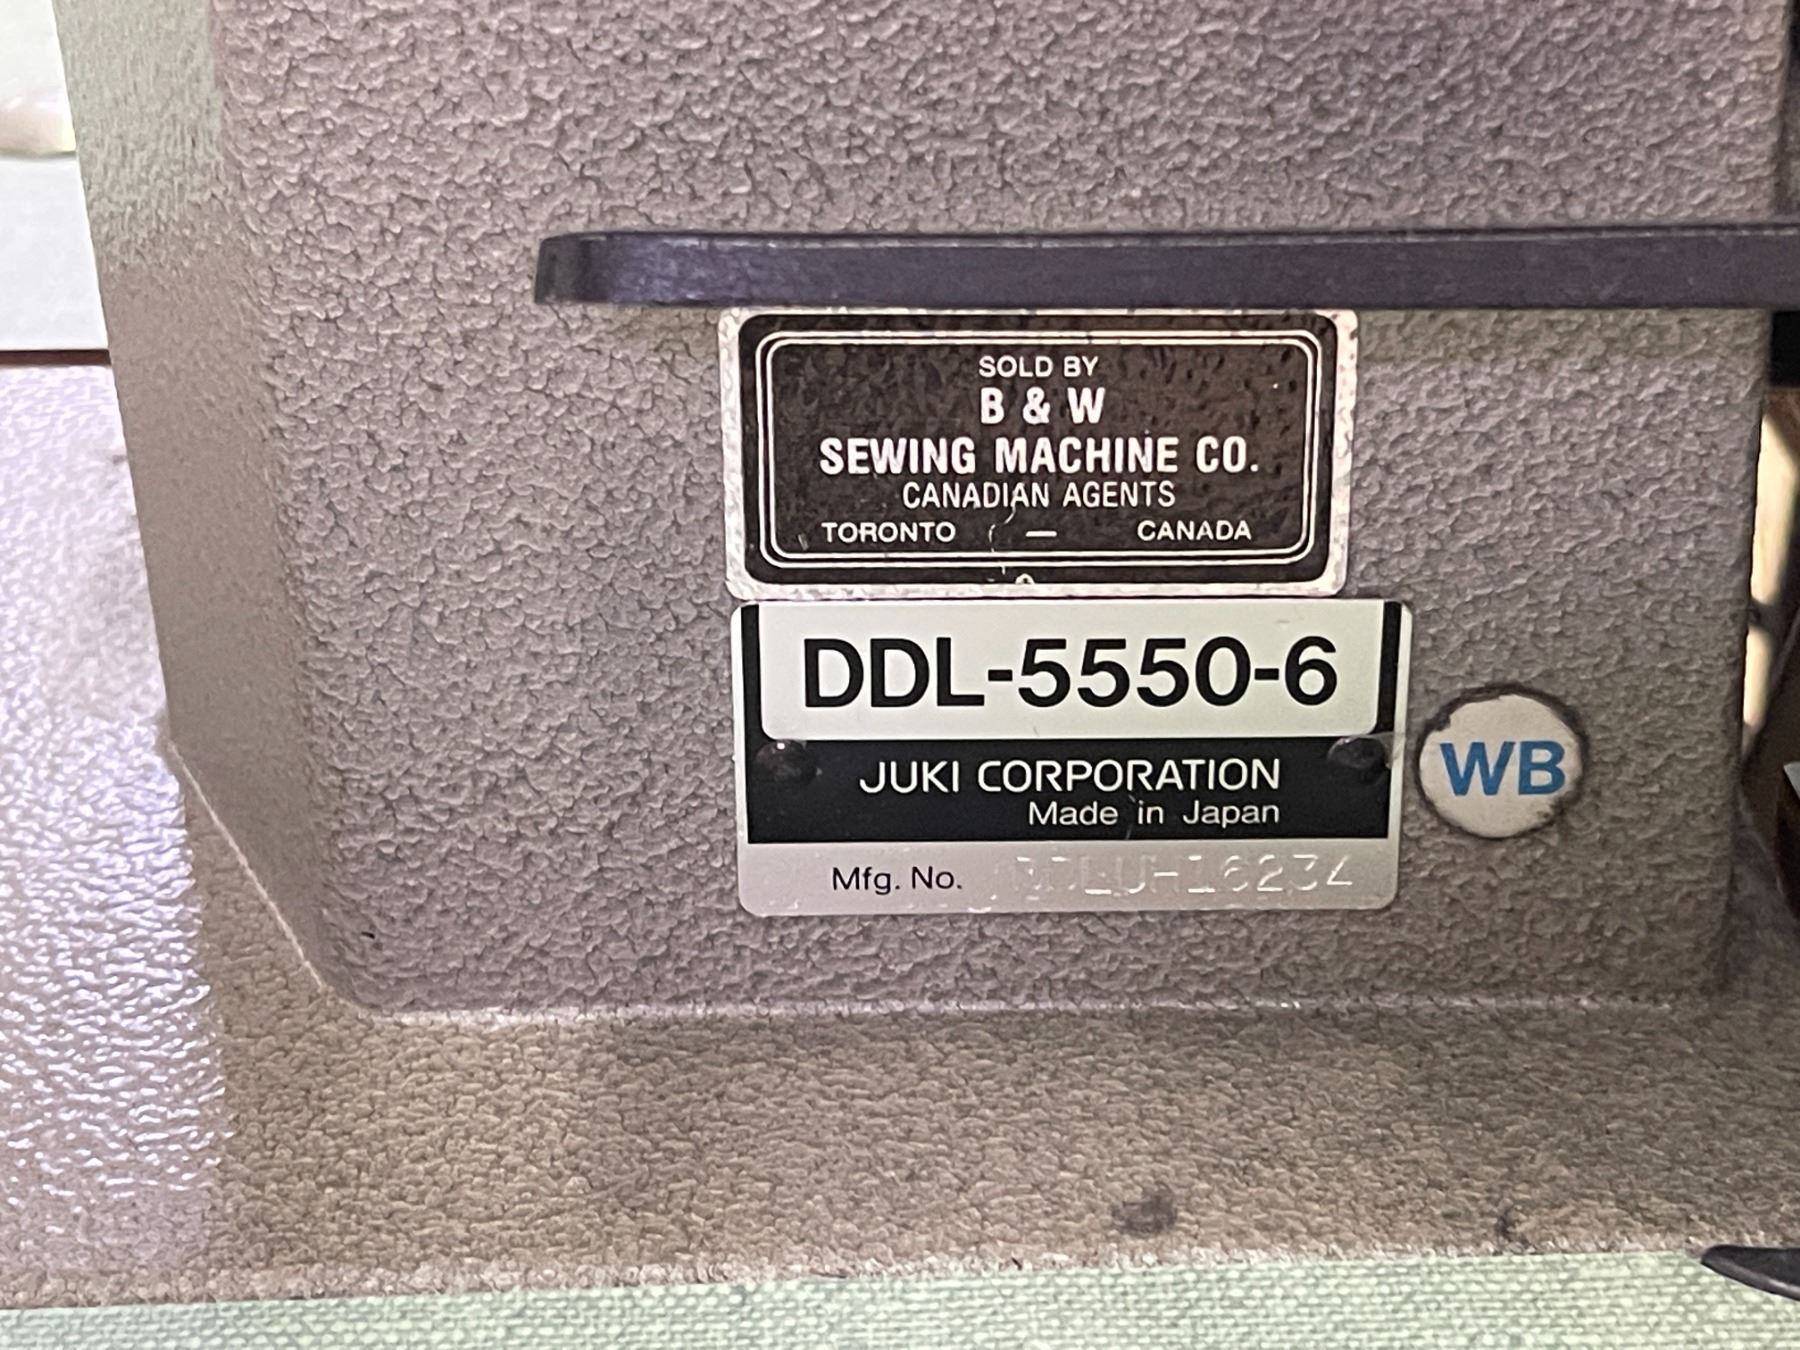 SOLD BY
B & W
SEWING MACHINE CO.
CANADIAN AGENTS
TORONTO — CANADA
DDL-5550-6
JUKI CORPORATION
Made in Japan
WB
Mfg. No.